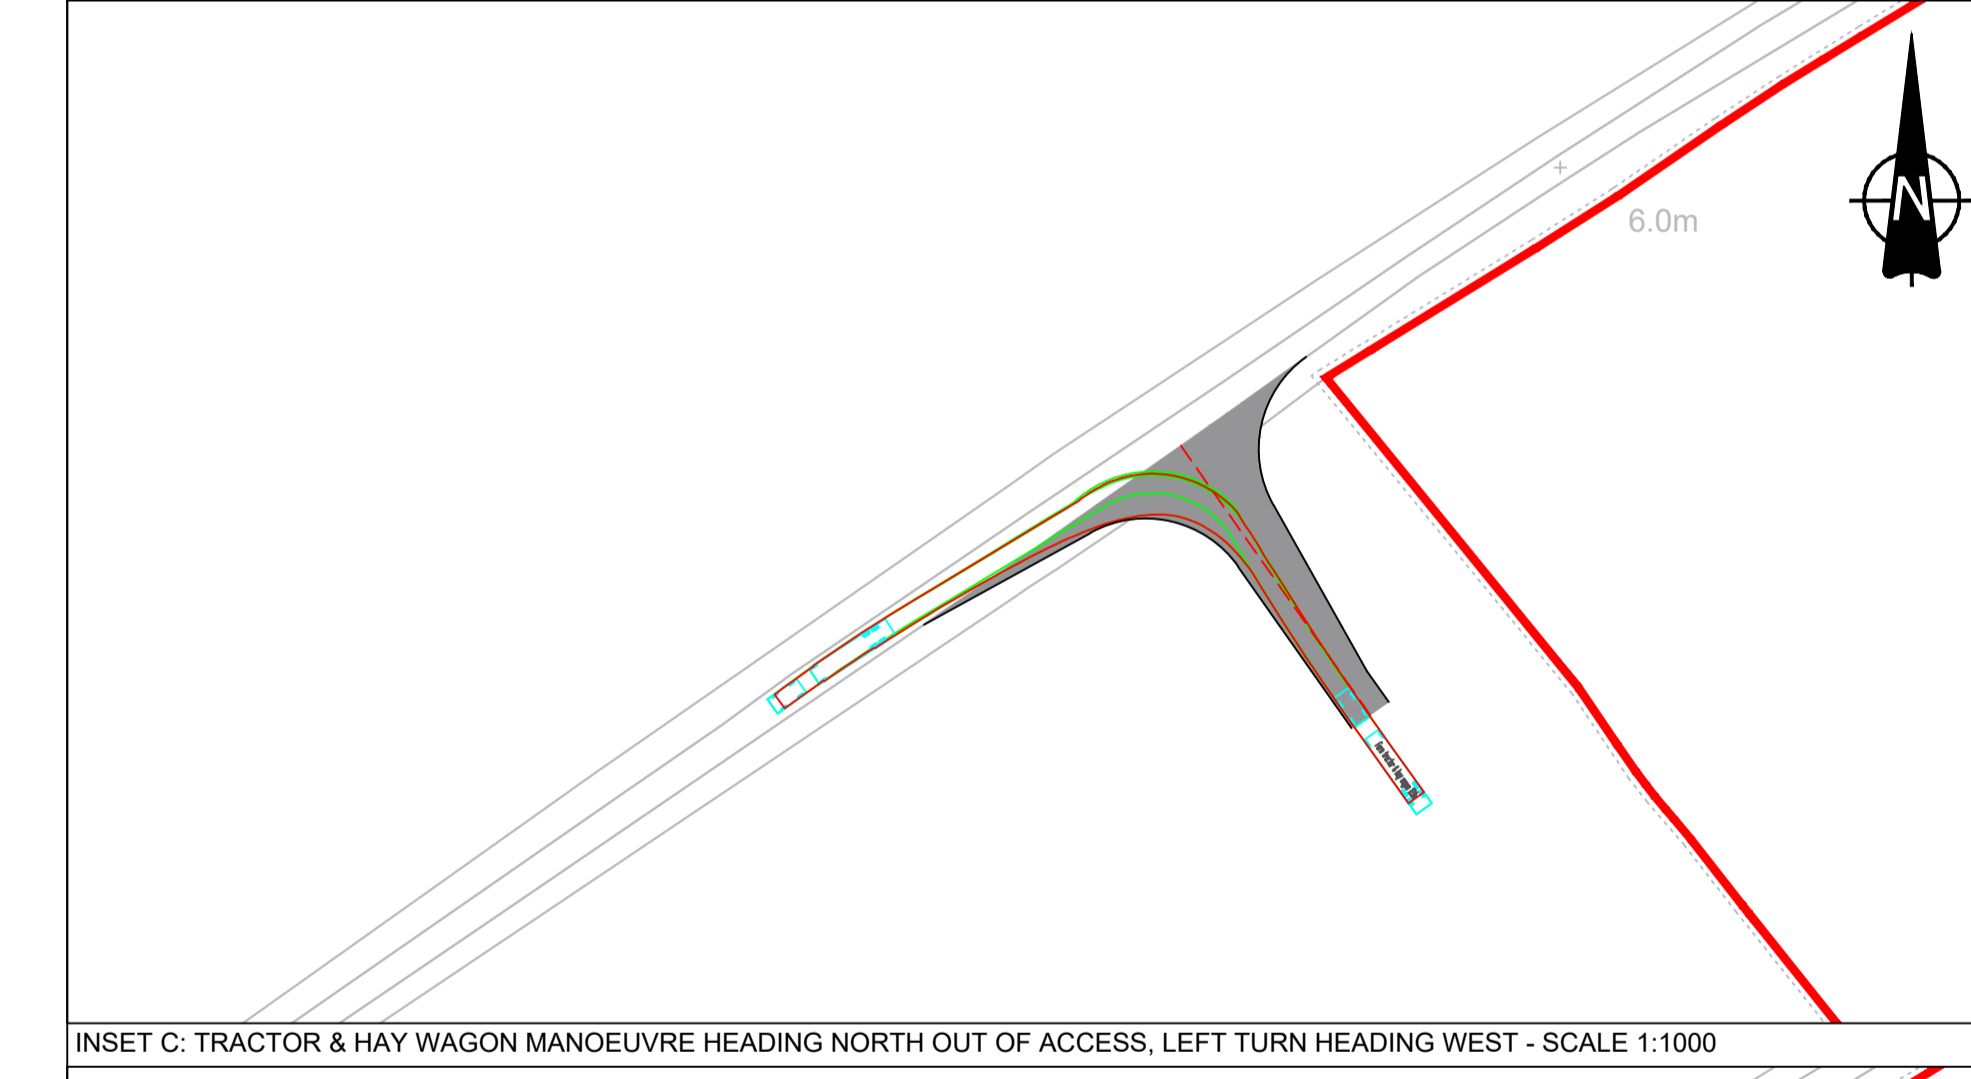 N
6.0m
INSET C: TRACTOR & HAY WAGON MANOEUVRE HEADING NORTH OUT OF ACCESS, LEFT TURN HEADING WEST - SCALE 1:1000